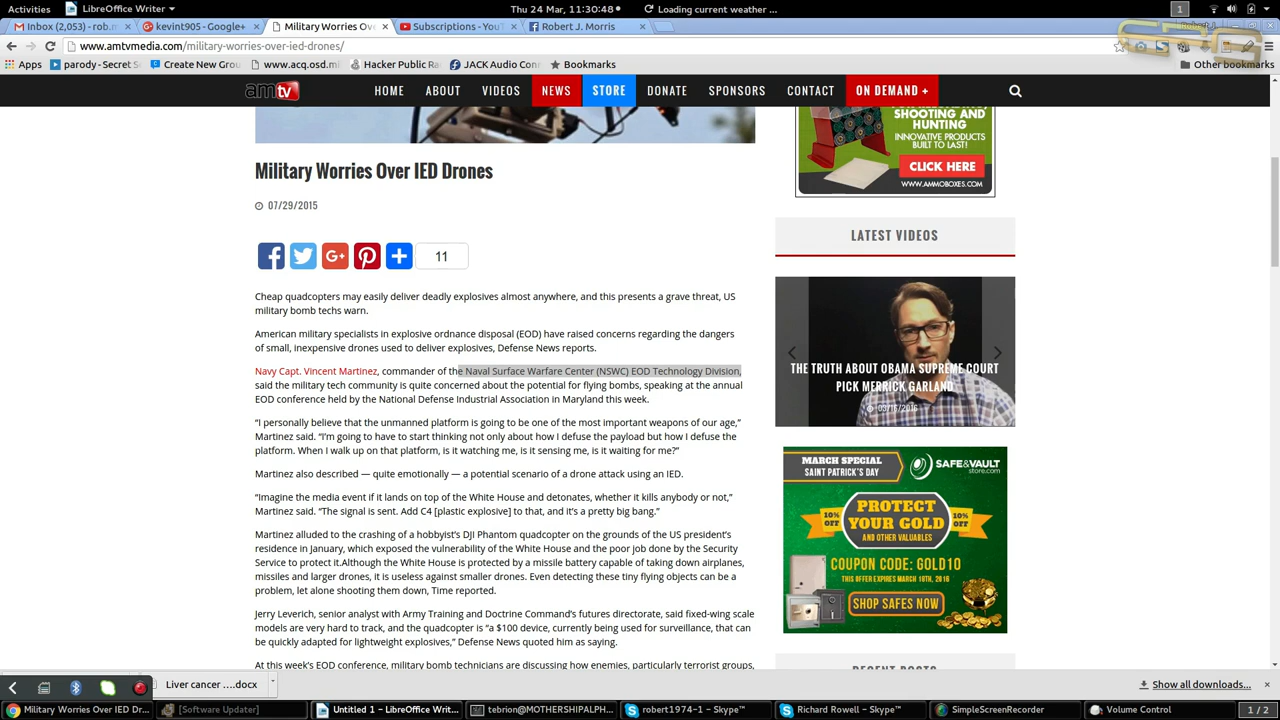 Activities LibreOffice Writer Thu 24 Mar, 11:30:48 Loading current weather ... 1
Inbox (2,053) - rob.m kevint905 - Google+ Military Worries Ov Subscriptions - YouT Robert J. Morris
www.amtvmedia.com/military-worries-over-ied-drones/
Apps parody - Secret S Create New Grou www.acq.osd.mi Hacker Public Ra JACK Audio Conn Bookmarks Other bookmarks
amtv HOME ABOUT VIDEOS NEWS STORE DONATE SPONSORS CONTACT ON DEMAND +
SHOOTING AND
HUNTING
INNOVATIVE PRODUCTS
BUILT TO LAST!
CLICK HERE
WWW.AMMOBOXES.COM
Military Worries Over IED Drones
07/29/2015
11
Cheap quadcopters may easily deliver deadly explosives almost anywhere, and this presents a grave threat, US
military bomb techs warn.
American military specialists in explosive ordnance disposal (EOD) have raised concerns regarding the dangers
of small, inexpensive drones used to deliver explosives, Defense News reports.
Navy Capt. Vincent Martinez, commander of the Naval Surface Warfare Center (NSWC) EOD Technology Division,
said the military tech community is quite concerned about the potential for flying bombs, speaking at the annual
EOD conference held by the National Defense Industrial Association in Maryland this week.
“I personally believe that the unmanned platform is going to be one of the most important weapons of our age,”
Martinez said. “I’m going to have to start thinking not only about how I defuse the payload but how I defuse the
platform. When I walk up on that platform, is it watching me, is it sensing me, is it waiting for me?”
Martinez also described — quite emotionally — a potential scenario of a drone attack using an IED.
“Imagine the media event if it lands on top of the White House and detonates, whether it kills anybody or not,”
Martinez said. “The signal is sent. Add C4 [plastic explosive] to that, and it’s a pretty big bang.”
Martinez alluded to the crashing of a hobbyist’s DJI Phantom quadcopter on the grounds of the US president’s
residence in January, which exposed the vulnerability of the White House and the poor job done by the Security
Service to protect it.Although the White House is protected by a missile battery capable of taking down airplanes,
missiles and larger drones, it is useless against smaller drones. Even detecting these tiny flying objects can be a
problem, let alone shooting them down, Time reported.
Jerry Leverich, senior analyst with Army Training and Doctrine Command’s futures directorate, said fixed-wing scale
models are very hard to track, and the quadcopter is “a $100 device, currently being used for surveillance, that can
be quickly adapted for lightweight explosives,” Defense News quoted him as saying.
At this week’s EOD conference, military bomb technicians are discussing how enemies, particularly terrorist groups,
LATEST VIDEOS
THE TRUTH ABOUT OBAMA SUPREME COURT
PICK MERRICK GARLAND
03/16/2016
MARCH SPECIAL
SAINT PATRICK'S DAY
SAFE&VAULT
store.com
10%
OFF
PROTECT
YOUR GOLD
10%
OFF
AND OTHER VALUABLES
COUPON CODE: GOLD10
THIS OFFER EXPIRES MARCH 18TH, 2016
SHOP SAFES NOW
RECENT POSTS
Liver cancer ....docx Show all downloads...
Military Worries Over IED Dr... [Software Updater] Untitled 1 - LibreOffice Writ... tebrion@MOTHERSHIPALPH... robert1974-1 - Skype™ Richard Rowell - Skype™ SimpleScreenRecorder Volume Control 1 / 2